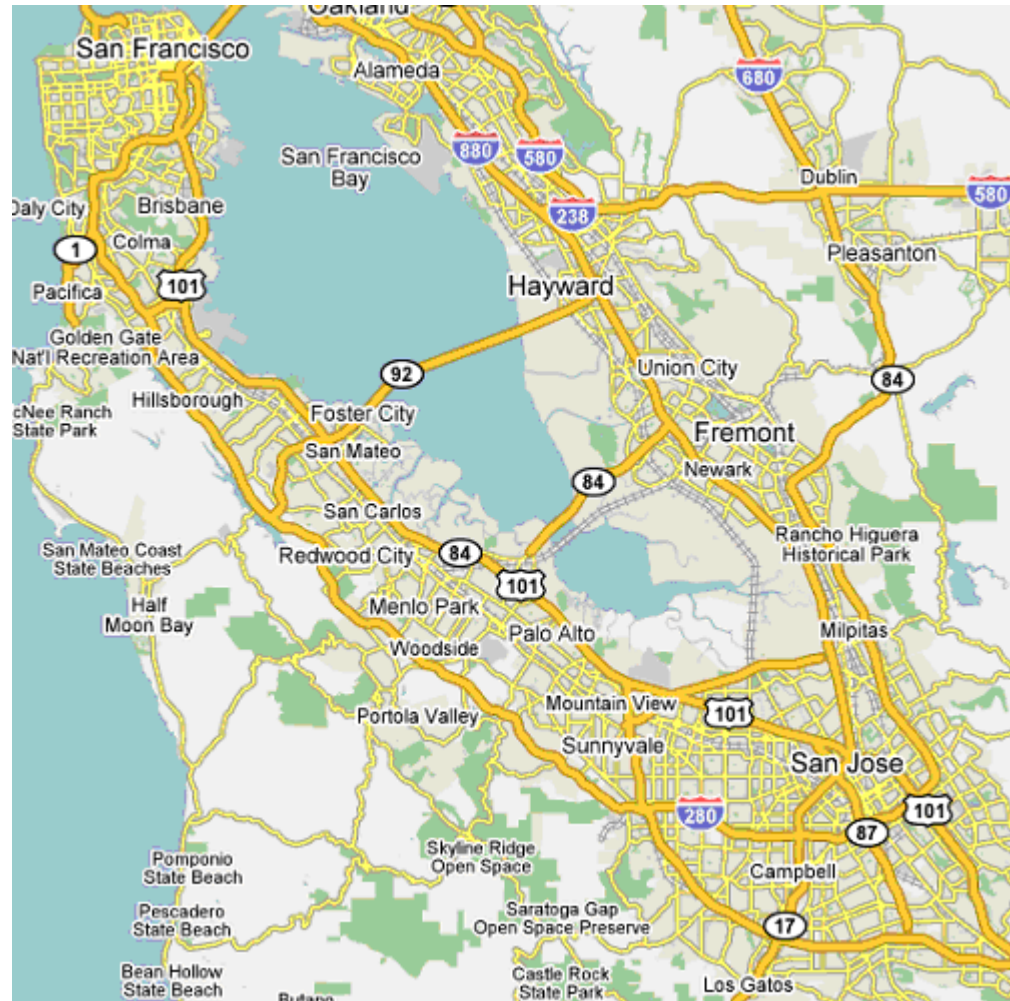 Oakland
San Francisco
Alameda
680
San Francisco
Bay
880
580
Dublin
580
238
Daly City
Brisbane
1
Colma
Pleasanton
101
Hayward
Pacifica
Golden Gate
Nat'l Recreation Area
92
Union City
84
Hillsborough
cNee Ranch
State Park
Foster City
San Mateo
Fremont
Newark
84
San Carlos
San Mateo Coast
State Beaches
Redwood City
84
101
Rancho Higuera
Historical Park
Half
Moon Bay
Menlo Park
Palo Alto
Milpitas
Woodside
Portola Valley
Mountain View
101
Sunnyvale
San Jose
280
101
87
Skyline Ridge
Open Space
Pomponio
State Beach
Campbell
Pescadero
State Beach
Saratoga Gap
Open Space Preserve
17
Bean Hollow
State Beach
Castle Rock
State Park
Los Gatos
Butano